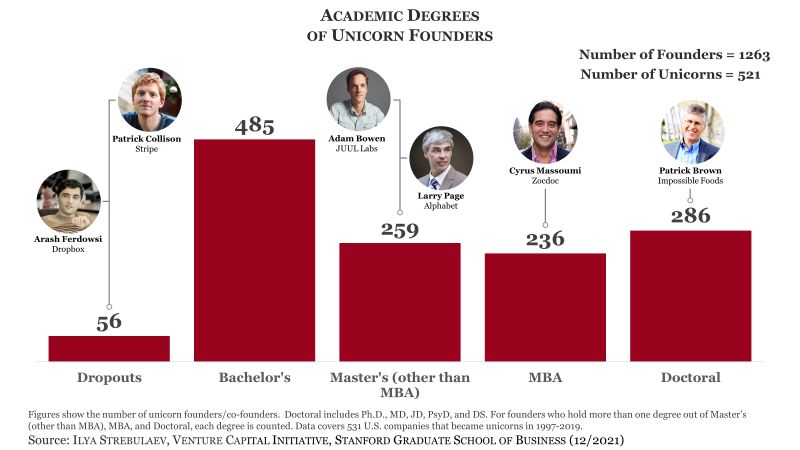 Academic Degrees
of Unicorn Founders
Number of Founders = 1263
Number of Unicorns = 521
Patrick Collison
Stripe
Arash Ferdowsi
Dropbox
Adam Bowen
JUUL Labs
Larry Page
Alphabet
Cyrus Massoumi
Zocdoc
Patrick Brown
Impossible Foods
56
485
259
236
286
Dropouts
Bachelor's
Master's (other than
MBA)
MBA
Doctoral
Figures show the number of unicorn founders/co-founders. Doctoral includes Ph.D., MD, JD, PsyD, and DS. For founders who hold more than one degree out of Master's
(other than MBA), MBA, and Doctoral, each degree is counted. Data covers 531 U.S. companies that became unicorns in 1997-2019.
Source: Ilya Strebulaev, Venture Capital Initiative, Stanford Graduate School of Business (12/2021)